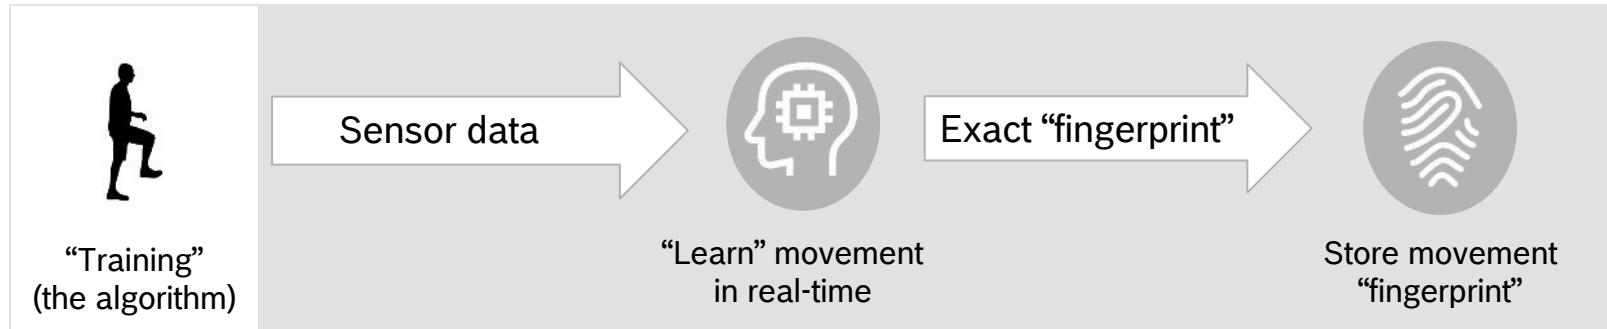 Sensor data
Exact “fingerprint”
“Training”
(the algorithm)
“Learn” movement
in real-time
Store movement
“fingerprint”